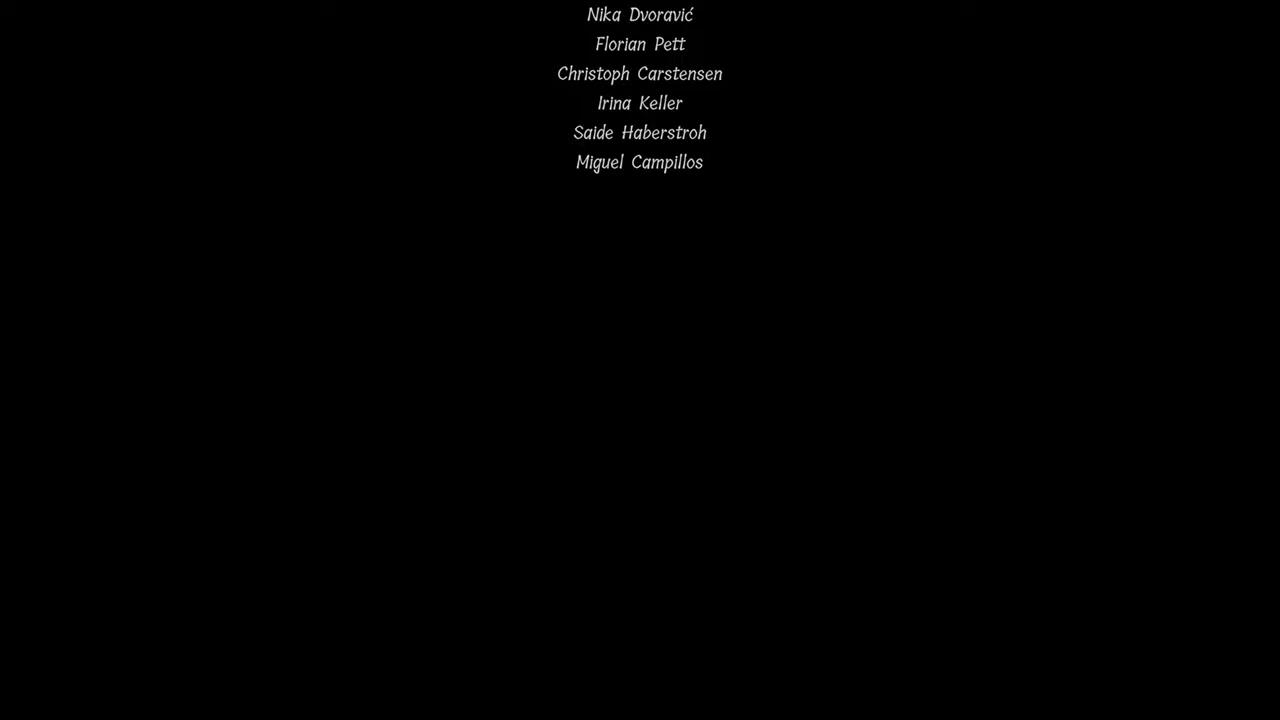 Nika Dvoravić
Florian Pett
Christoph Carstensen
Irina Keller
Saide Haberstroh
Miguel Campillos